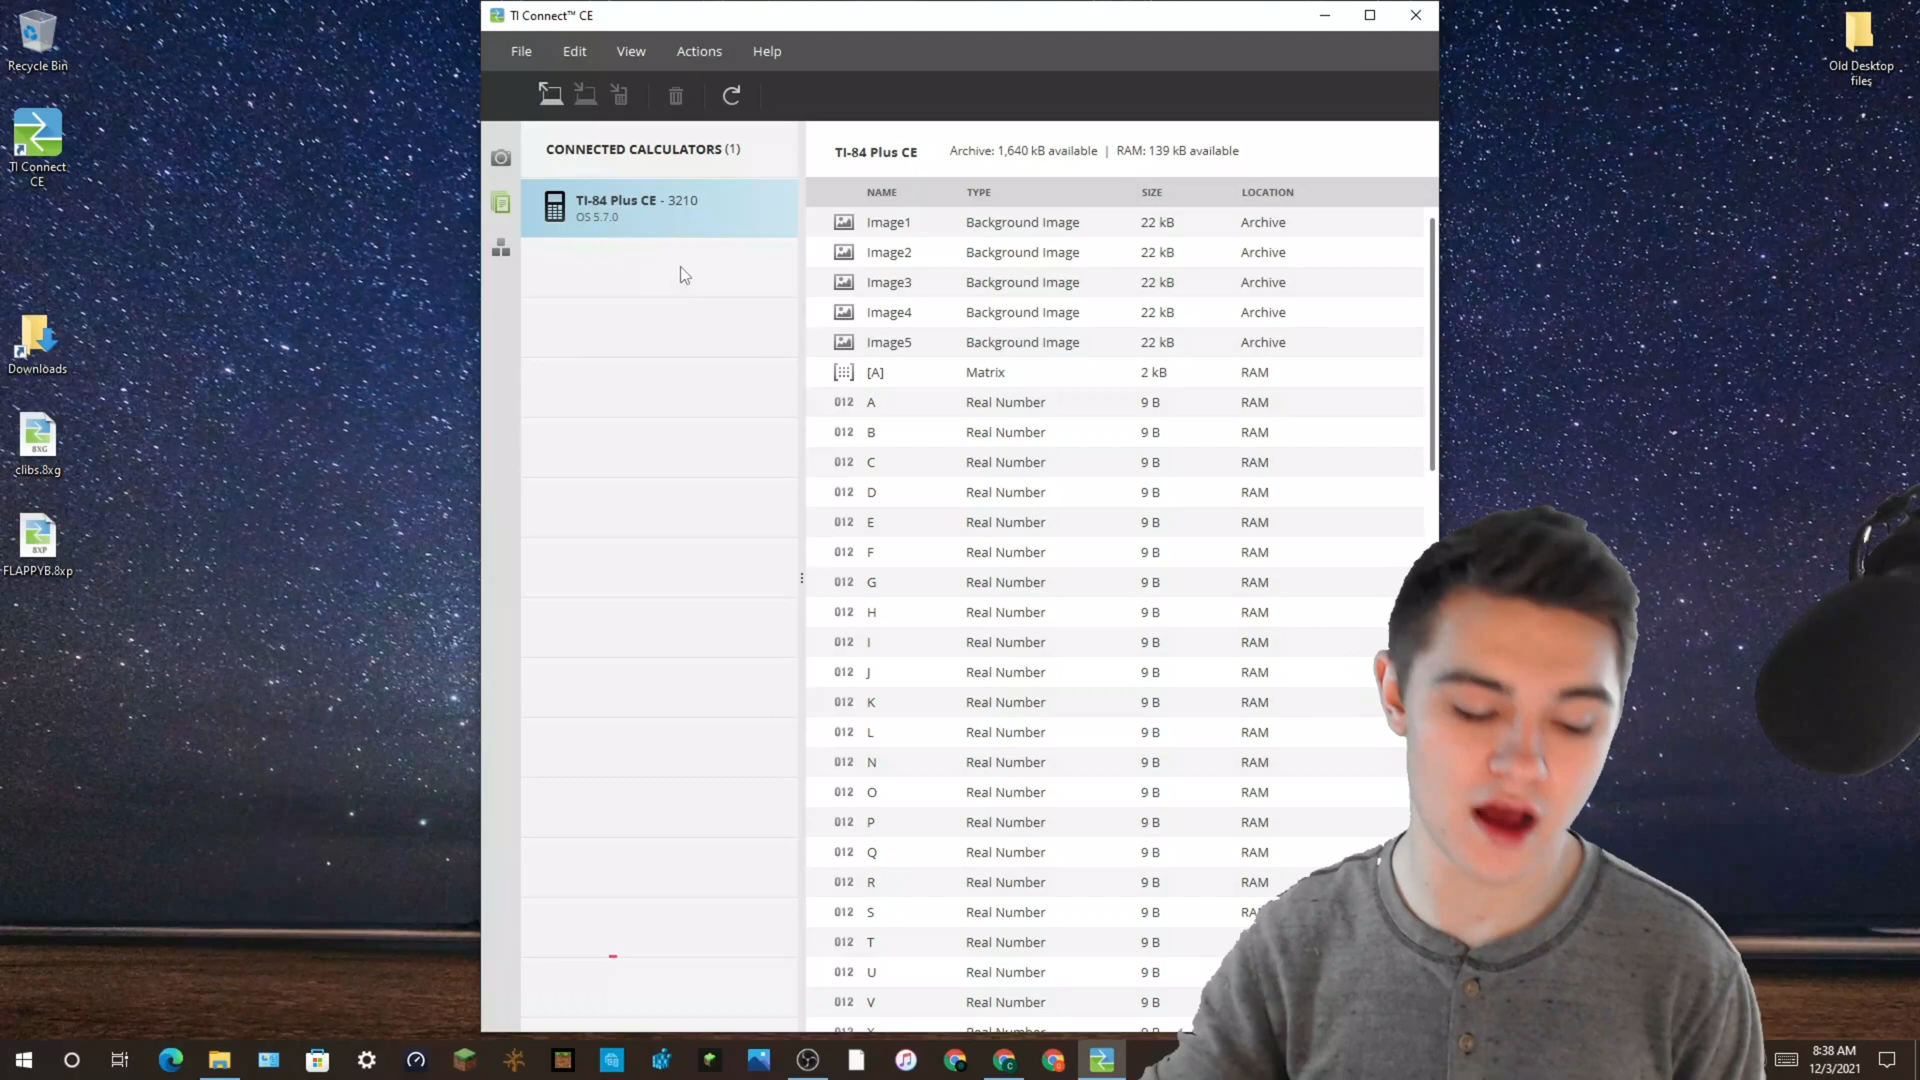 TI Connect™ CE
File Edit View Actions Help
Recycle Bin
Old Desktop
files
TI Connect
CE
Downloads
8XG
clibs.8xg
8XP
FLAPPYB.8xp
CONNECTED CALCULATORS (1)
TI-84 Plus CE - 3210
OS 5.7.0
TI-84 Plus CE Archive: 1,640 kB available | RAM: 139 kB available
NAME TYPE SIZE LOCATION
Image1 Background Image 22 kB Archive
Image2 Background Image 22 kB Archive
Image3 Background Image 22 kB Archive
Image4 Background Image 22 kB Archive
Image5 Background Image 22 kB Archive
[A] Matrix 2 kB RAM
012 A Real Number 9 B RAM
012 B Real Number 9 B RAM
012 C Real Number 9 B RAM
012 D Real Number 9 B RAM
012 E Real Number 9 B RAM
012 F Real Number 9 B RAM
012 G Real Number 9 B RAM
012 H Real Number 9 B RAM
012 I Real Number 9 B RAM
012 J Real Number 9 B RAM
012 K Real Number 9 B RAM
012 L Real Number 9 B RAM
012 N Real Number 9 B RAM
012 O Real Number 9 B RAM
012 P Real Number 9 B RAM
012 Q Real Number 9 B RAM
012 R Real Number 9 B RAM
012 S Real Number 9 B RA
012 T Real Number 9 B
012 U Real Number 9 B
012 V Real Number 9 B
8:38 AM
12/3/2021